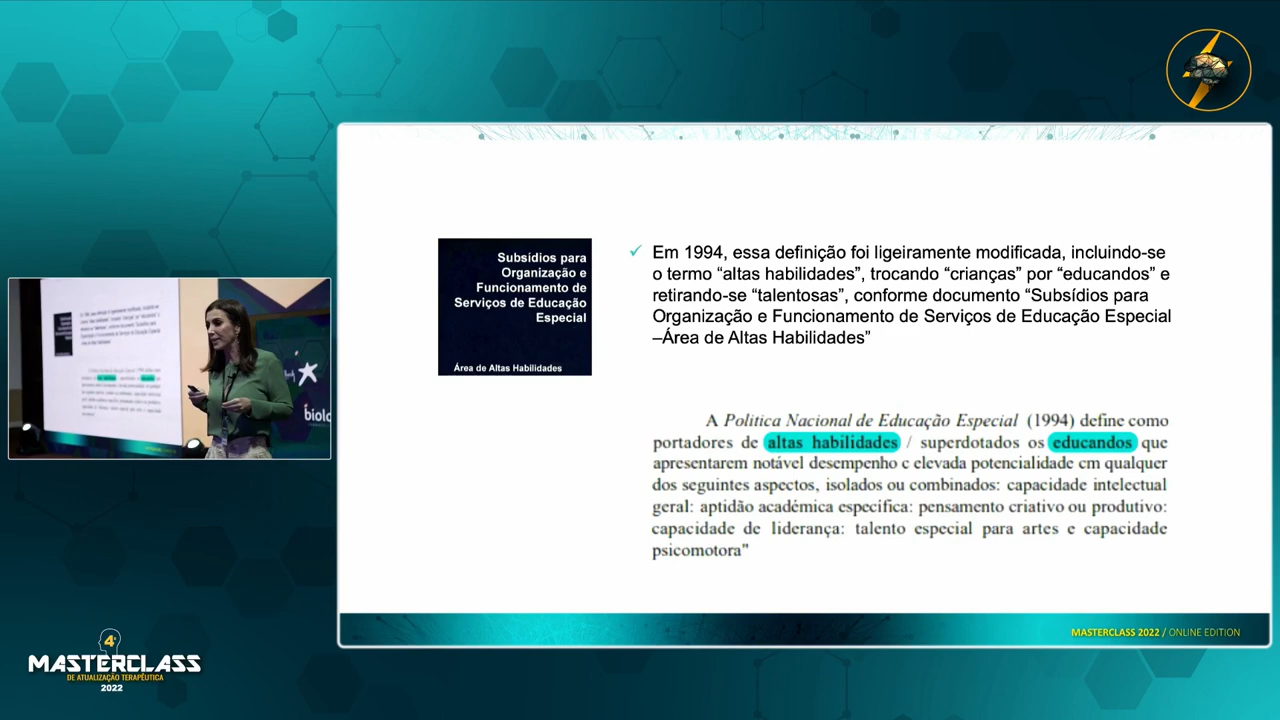 Subsídios para
Organização e
Funcionamento de
Serviços de Educação
Especial
Área de Altas Habilidades
✓ Em 1994, essa definição foi ligeiramente modificada, incluindo-se
o termo “altas habilidades”, trocando “crianças” por “educandos” e
retirando-se “talentosas”, conforme documento “Subsídios para
Organização e Funcionamento de Serviços de Educação Especial
–Área de Altas Habilidades”
A Politica Nacional de Educação Especial (1994) define como
portadores de altas habilidades / superdotados os educandos que
apresentarem notável desempenho c elevada potencialidade cm qualquer
dos seguintes aspectos, isolados ou combinados: capacidade intelectual
geral: aptidão académica especifica: pensamento criativo ou produtivo:
capacidade de liderança: talento especial para artes e capacidade
psicomotora"
MASTERCLASS 2022 / ONLINE EDITION
4ª
MASTERCLASS
DE ATUALIZAÇÃO TERAPÊUTICA
2022